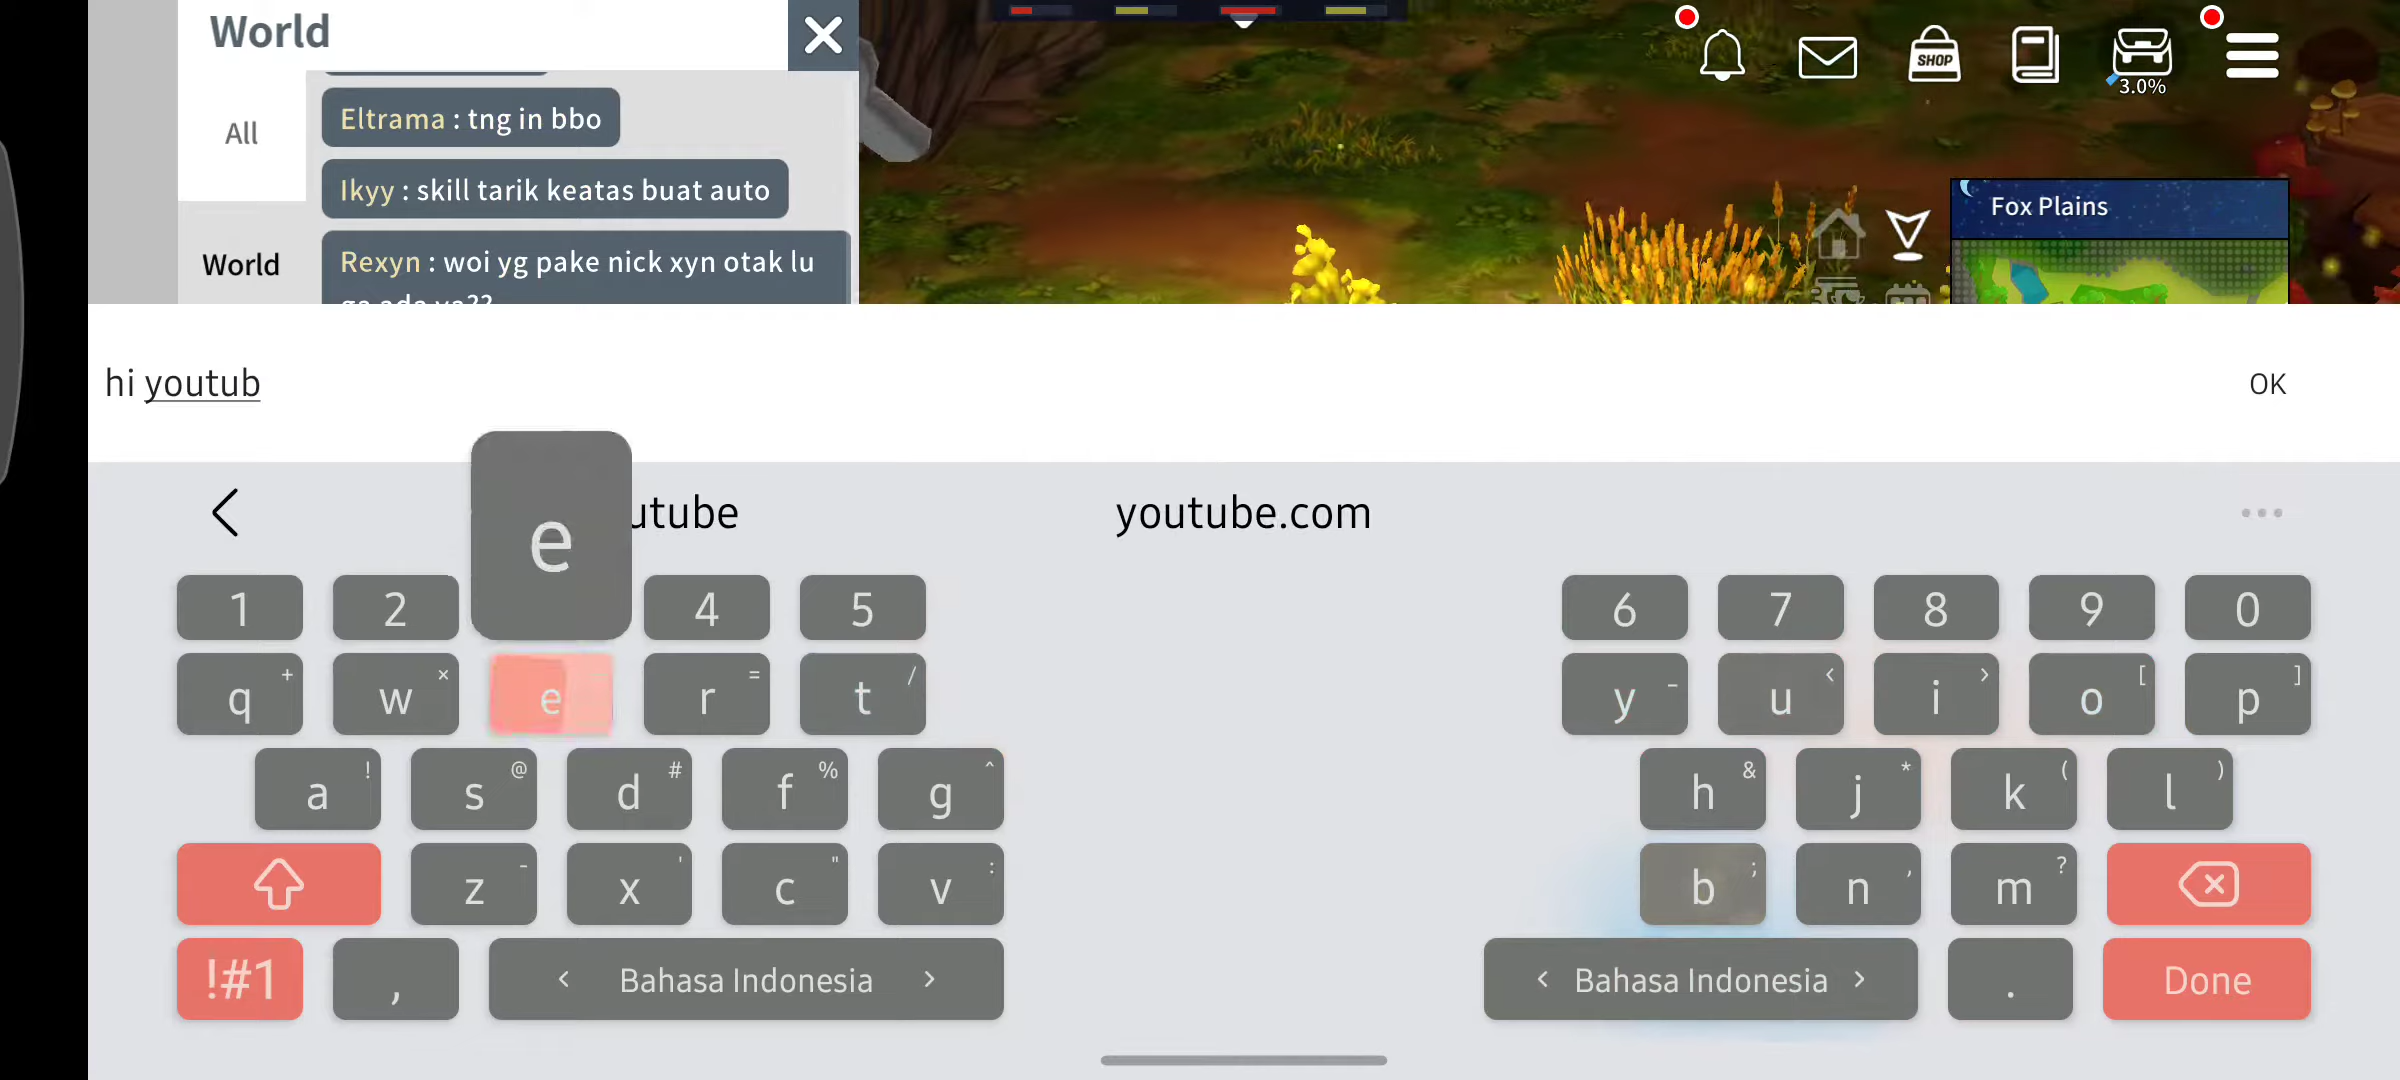 World
All
Eltrama : tng in bbo
Ikyy : skill tarik keatas buat auto
World
Rexyn : woi yg pake nick xyn otak lu
SHOP
3.0%
Fox Plains
hi youtub
OK
e
utube
youtube.com
1 2 4 5 6 7 8 9 0
q + w × e r = t / y - u < i > o [ p ]
a ! s @ d # f % g ^ h & j * k ( l )
z - x ' c " v : b ; n , m ?
!#1 , < Bahasa Indonesia > < Bahasa Indonesia > . Done